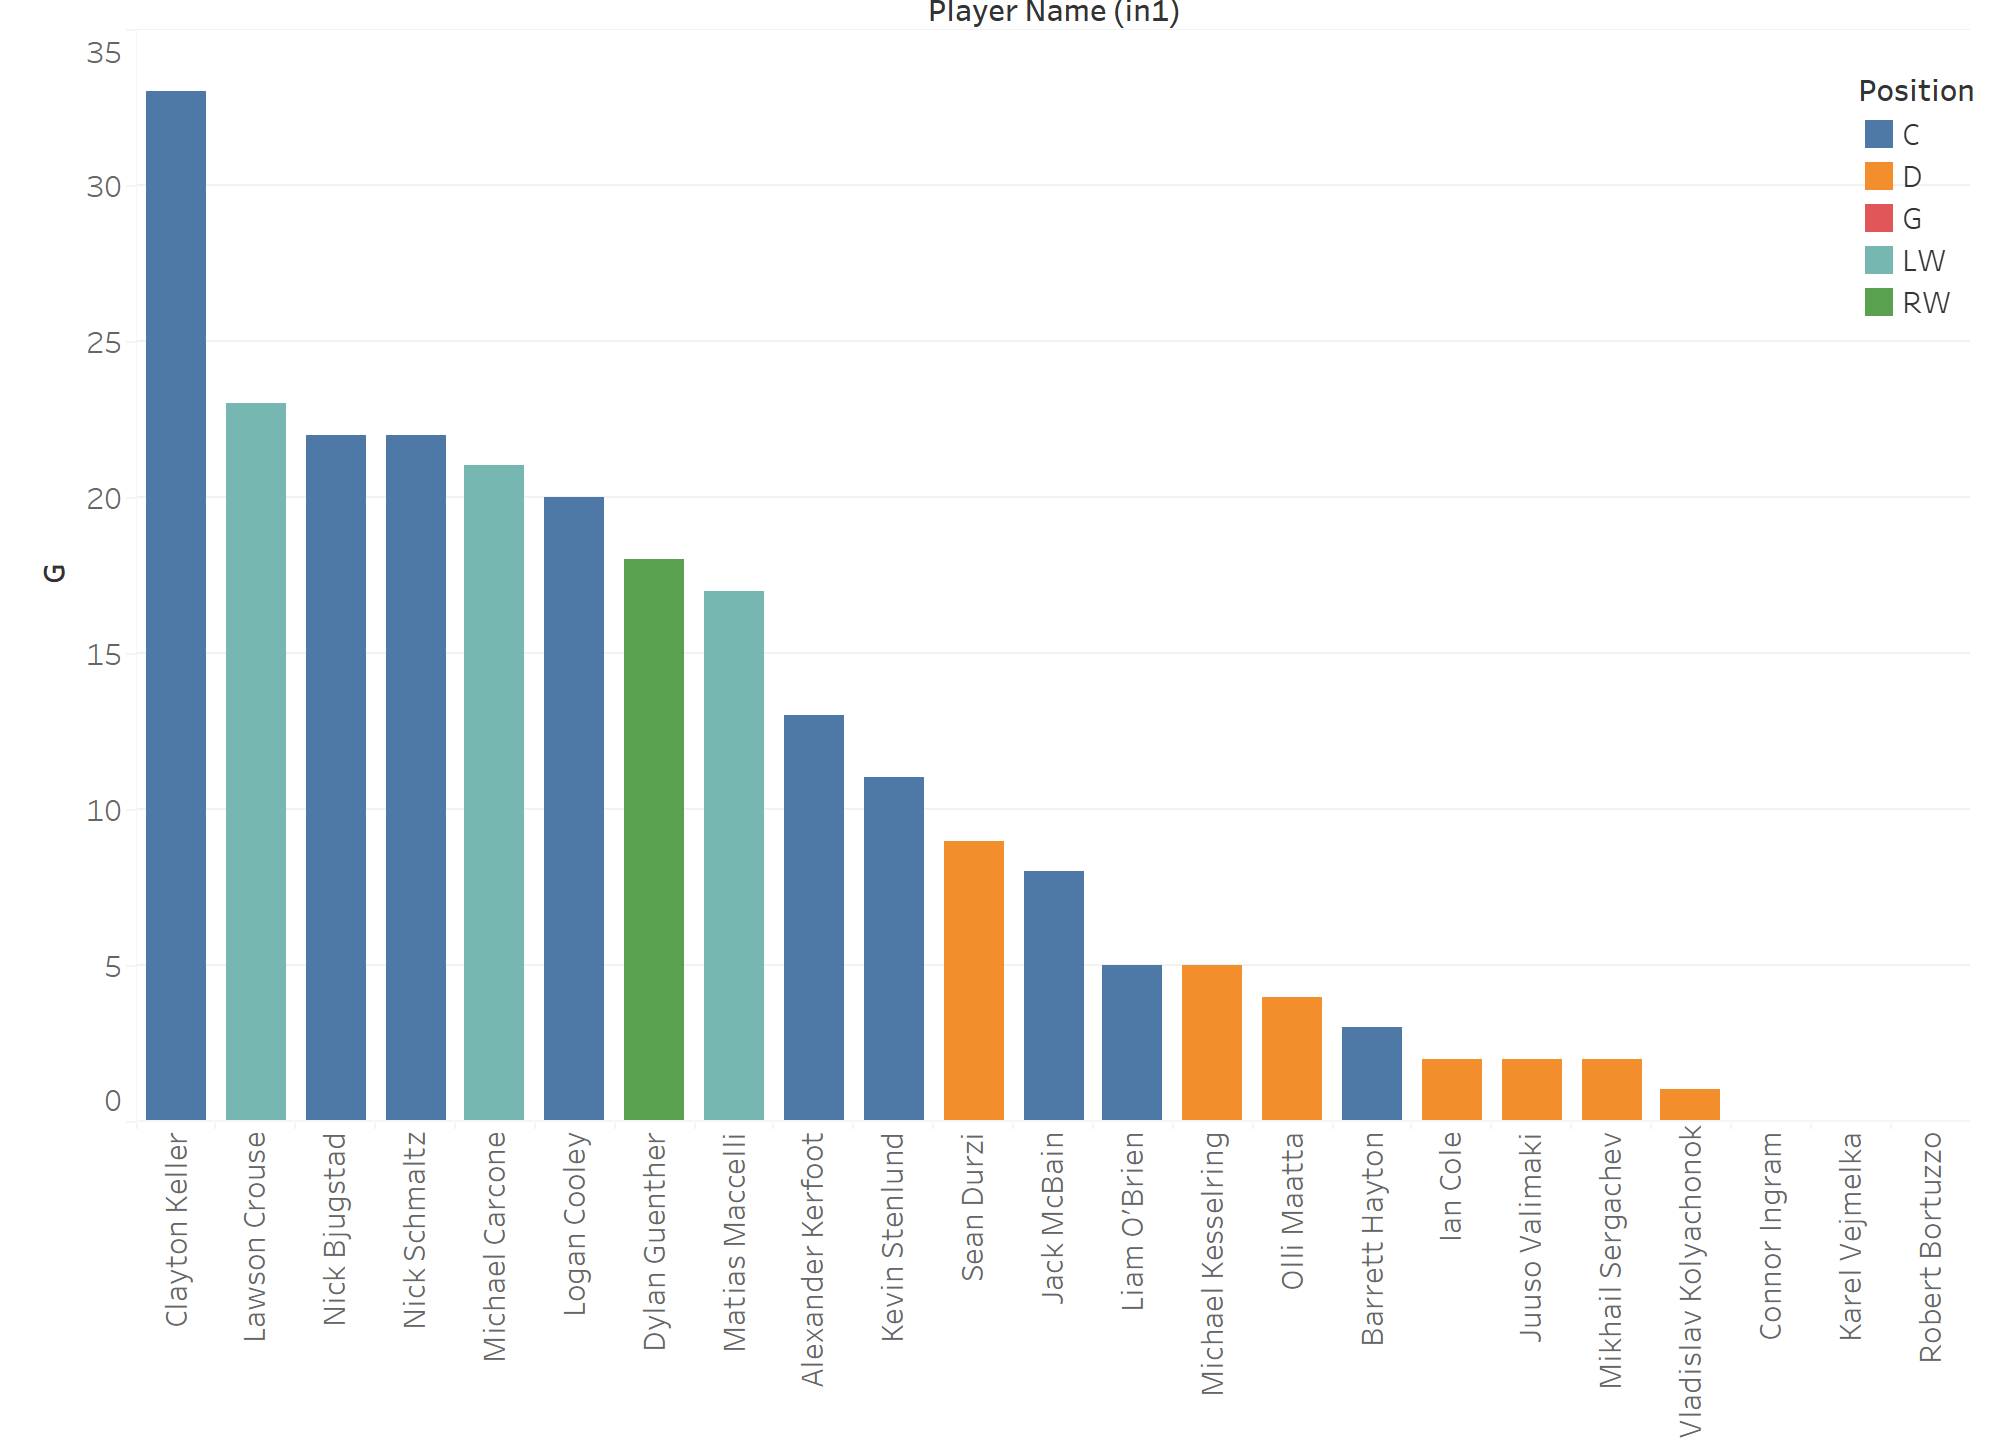 Player Name (in1)
35
30
25
20
15
10
5
0
G
Position
C
D
G
LW
RW
Clayton Keller
Lawson Crouse
Nick Bjugstad
Nick Schmaltz
Michael Carcone
Logan Cooley
Dylan Guenther
Matias Maccelli
Alexander Kerfoot
Kevin Stenlund
Sean Durzi
Jack McBain
Liam O’Brien
Michael Kesselring
Olli Maatta
Barrett Hayton
Ian Cole
Juuso Valimaki
Mikhail Sergachev
Vladislav Kolyachonok
Connor Ingram
Karel Vejmelka
Robert Bortuzzo